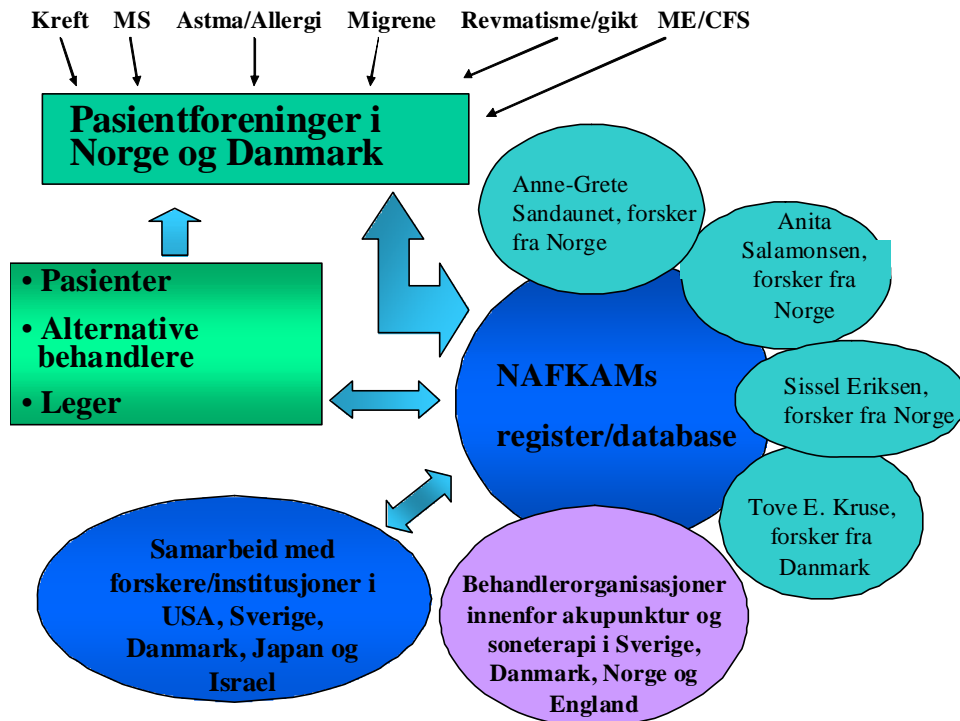 Kreft MS Astma/Allergi Migrene Revmatisme/gikt ME/CFS
Pasientforeninger i
Norge og Danmark
Anne-Grete
Sandaunet, forsker
fra Norge
Anita
Salamonsen,
forsker fra
Norge
• Pasienter
• Alternative
behandlere
• Leger
NAFKAMs
register/database
Sissel Eriksen,
forsker fra Norge
Tove E. Kruse,
forsker fra
Danmark
Samarbeid med
forskere/institusjoner i
USA, Sverige,
Danmark, Japan og
Israel
Behandlerorganisasjoner
innenfor akupunktur og
soneterapi i Sverige,
Danmark, Norge og
England